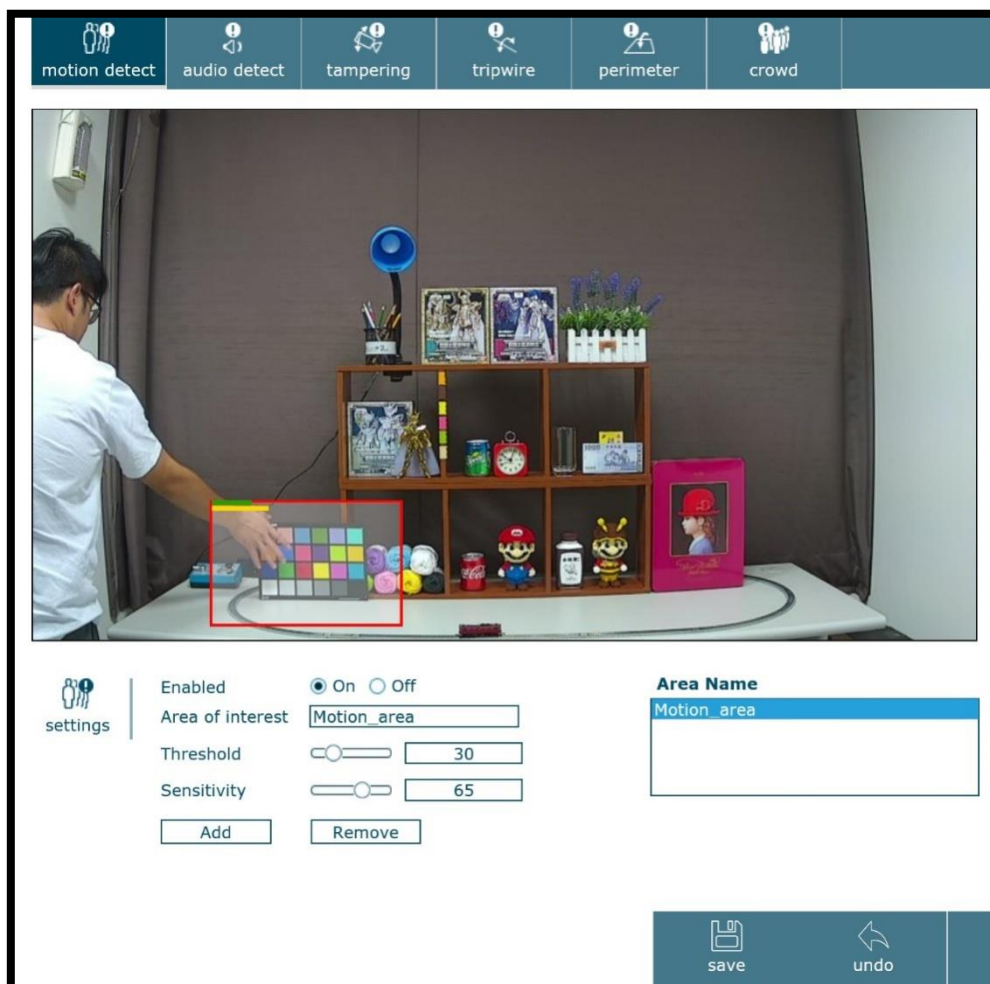 motion detect audio detect tampering tripwire perimeter crowd
Enabled On Off
settings
Area of interest Motion_area
Threshold 30
Sensitivity 65
Add Remove
Area Name
Motion_area
save undo